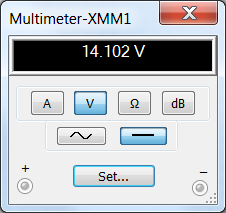 Multimeter-XMM1
14.102 V
A V Ω dB
Set...
+ −